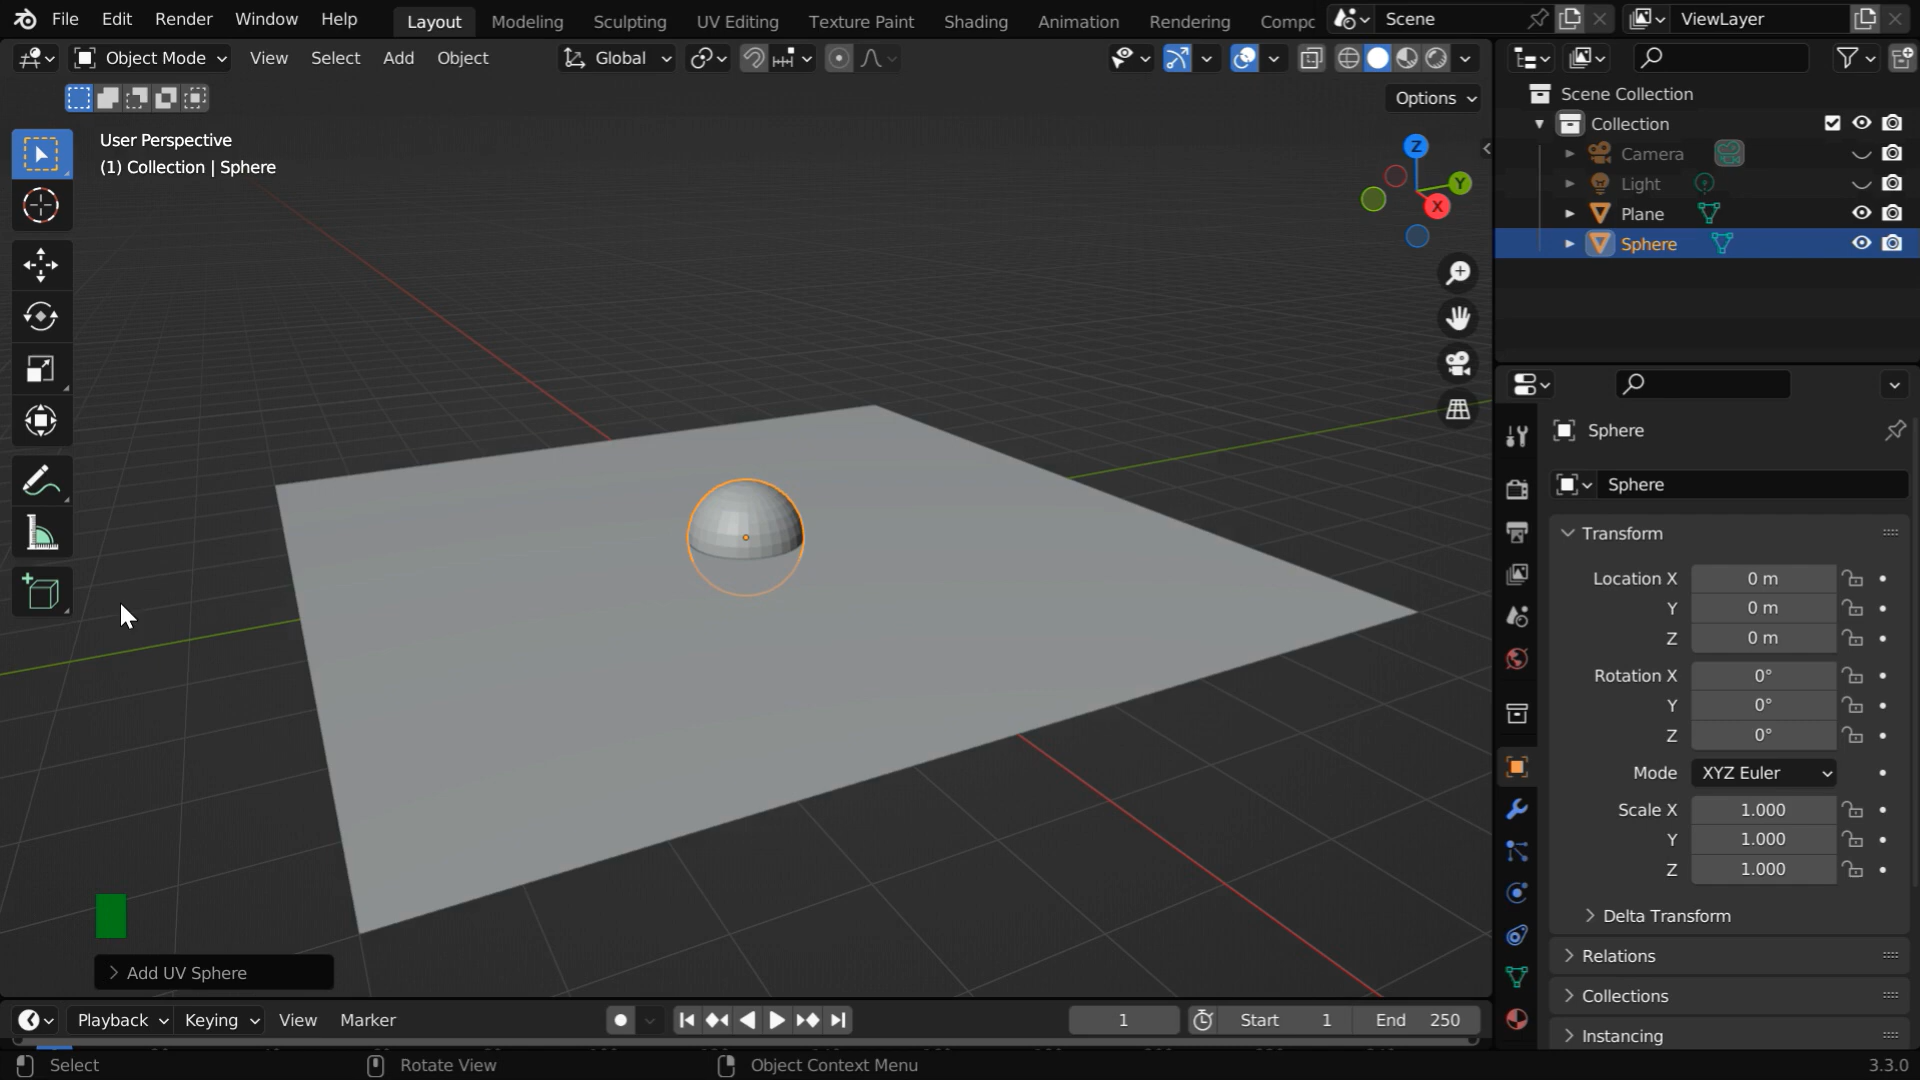 File Edit Render Window Help Layout Modeling Sculpting UV Editing Texture Paint Shading Animation Rendering Compc Scene ViewLayer
Object Mode View Select Add Object Global
Options
User Perspective
(1) Collection | Sphere
Z
Y
X
Add UV Sphere
Scene Collection
Collection
Camera
Light
Plane
Sphere
Sphere
Sphere
Transform
Location X 0 m
Y 0 m
Z 0 m
Rotation X 0°
Y 0°
Z 0°
Mode XYZ Euler
Scale X 1.000
Y 1.000
Z 1.000
Delta Transform
Relations
Collections
Instancing
Playback Keying View Marker 1 Start 1 End 250
Select Rotate View Object Context Menu 3.3.0